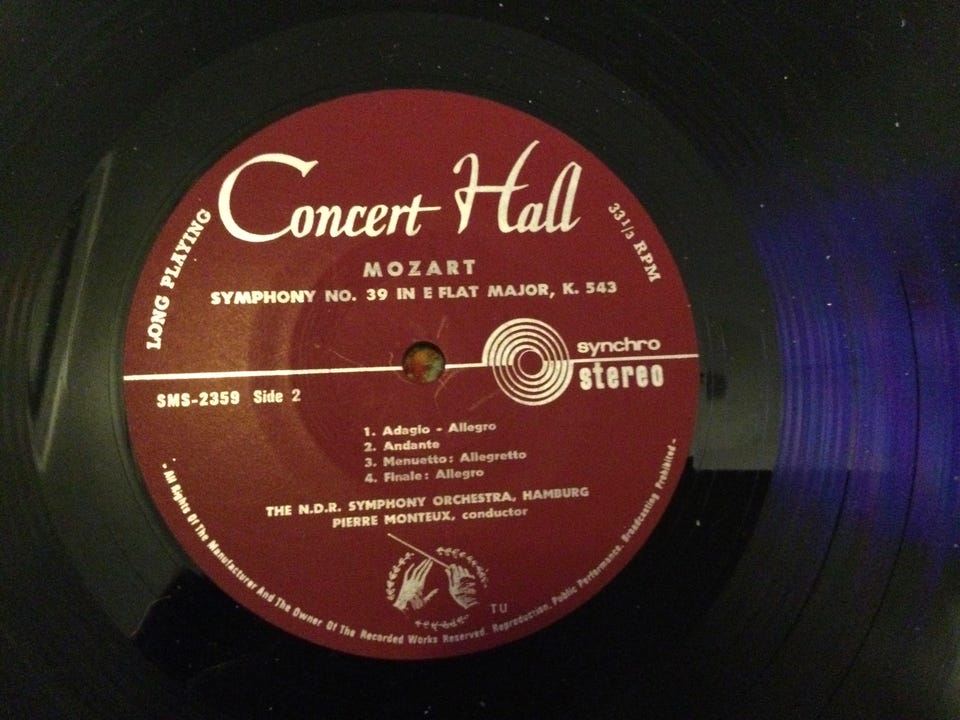 Concert Hall
LONG PLAYING
33 1/3 RPM
MOZART
SYMPHONY NO. 39 IN E FLAT MAJOR, K. 543
synchro
stereo
SMS-2359 Side 2
1. Adagio - Allegro
2. Andante
3. Menuetto: Allegretto
4. Finale: Allegro
THE N.D.R. SYMPHONY ORCHESTRA, HAMBURG
PIERRE MONTEUX, conductor
TU
- All Rights Of The Manufacturer And The Owner Of The Recorded Works Reserved. Reproduction. Public Performance. Broadcasting Prohibited -